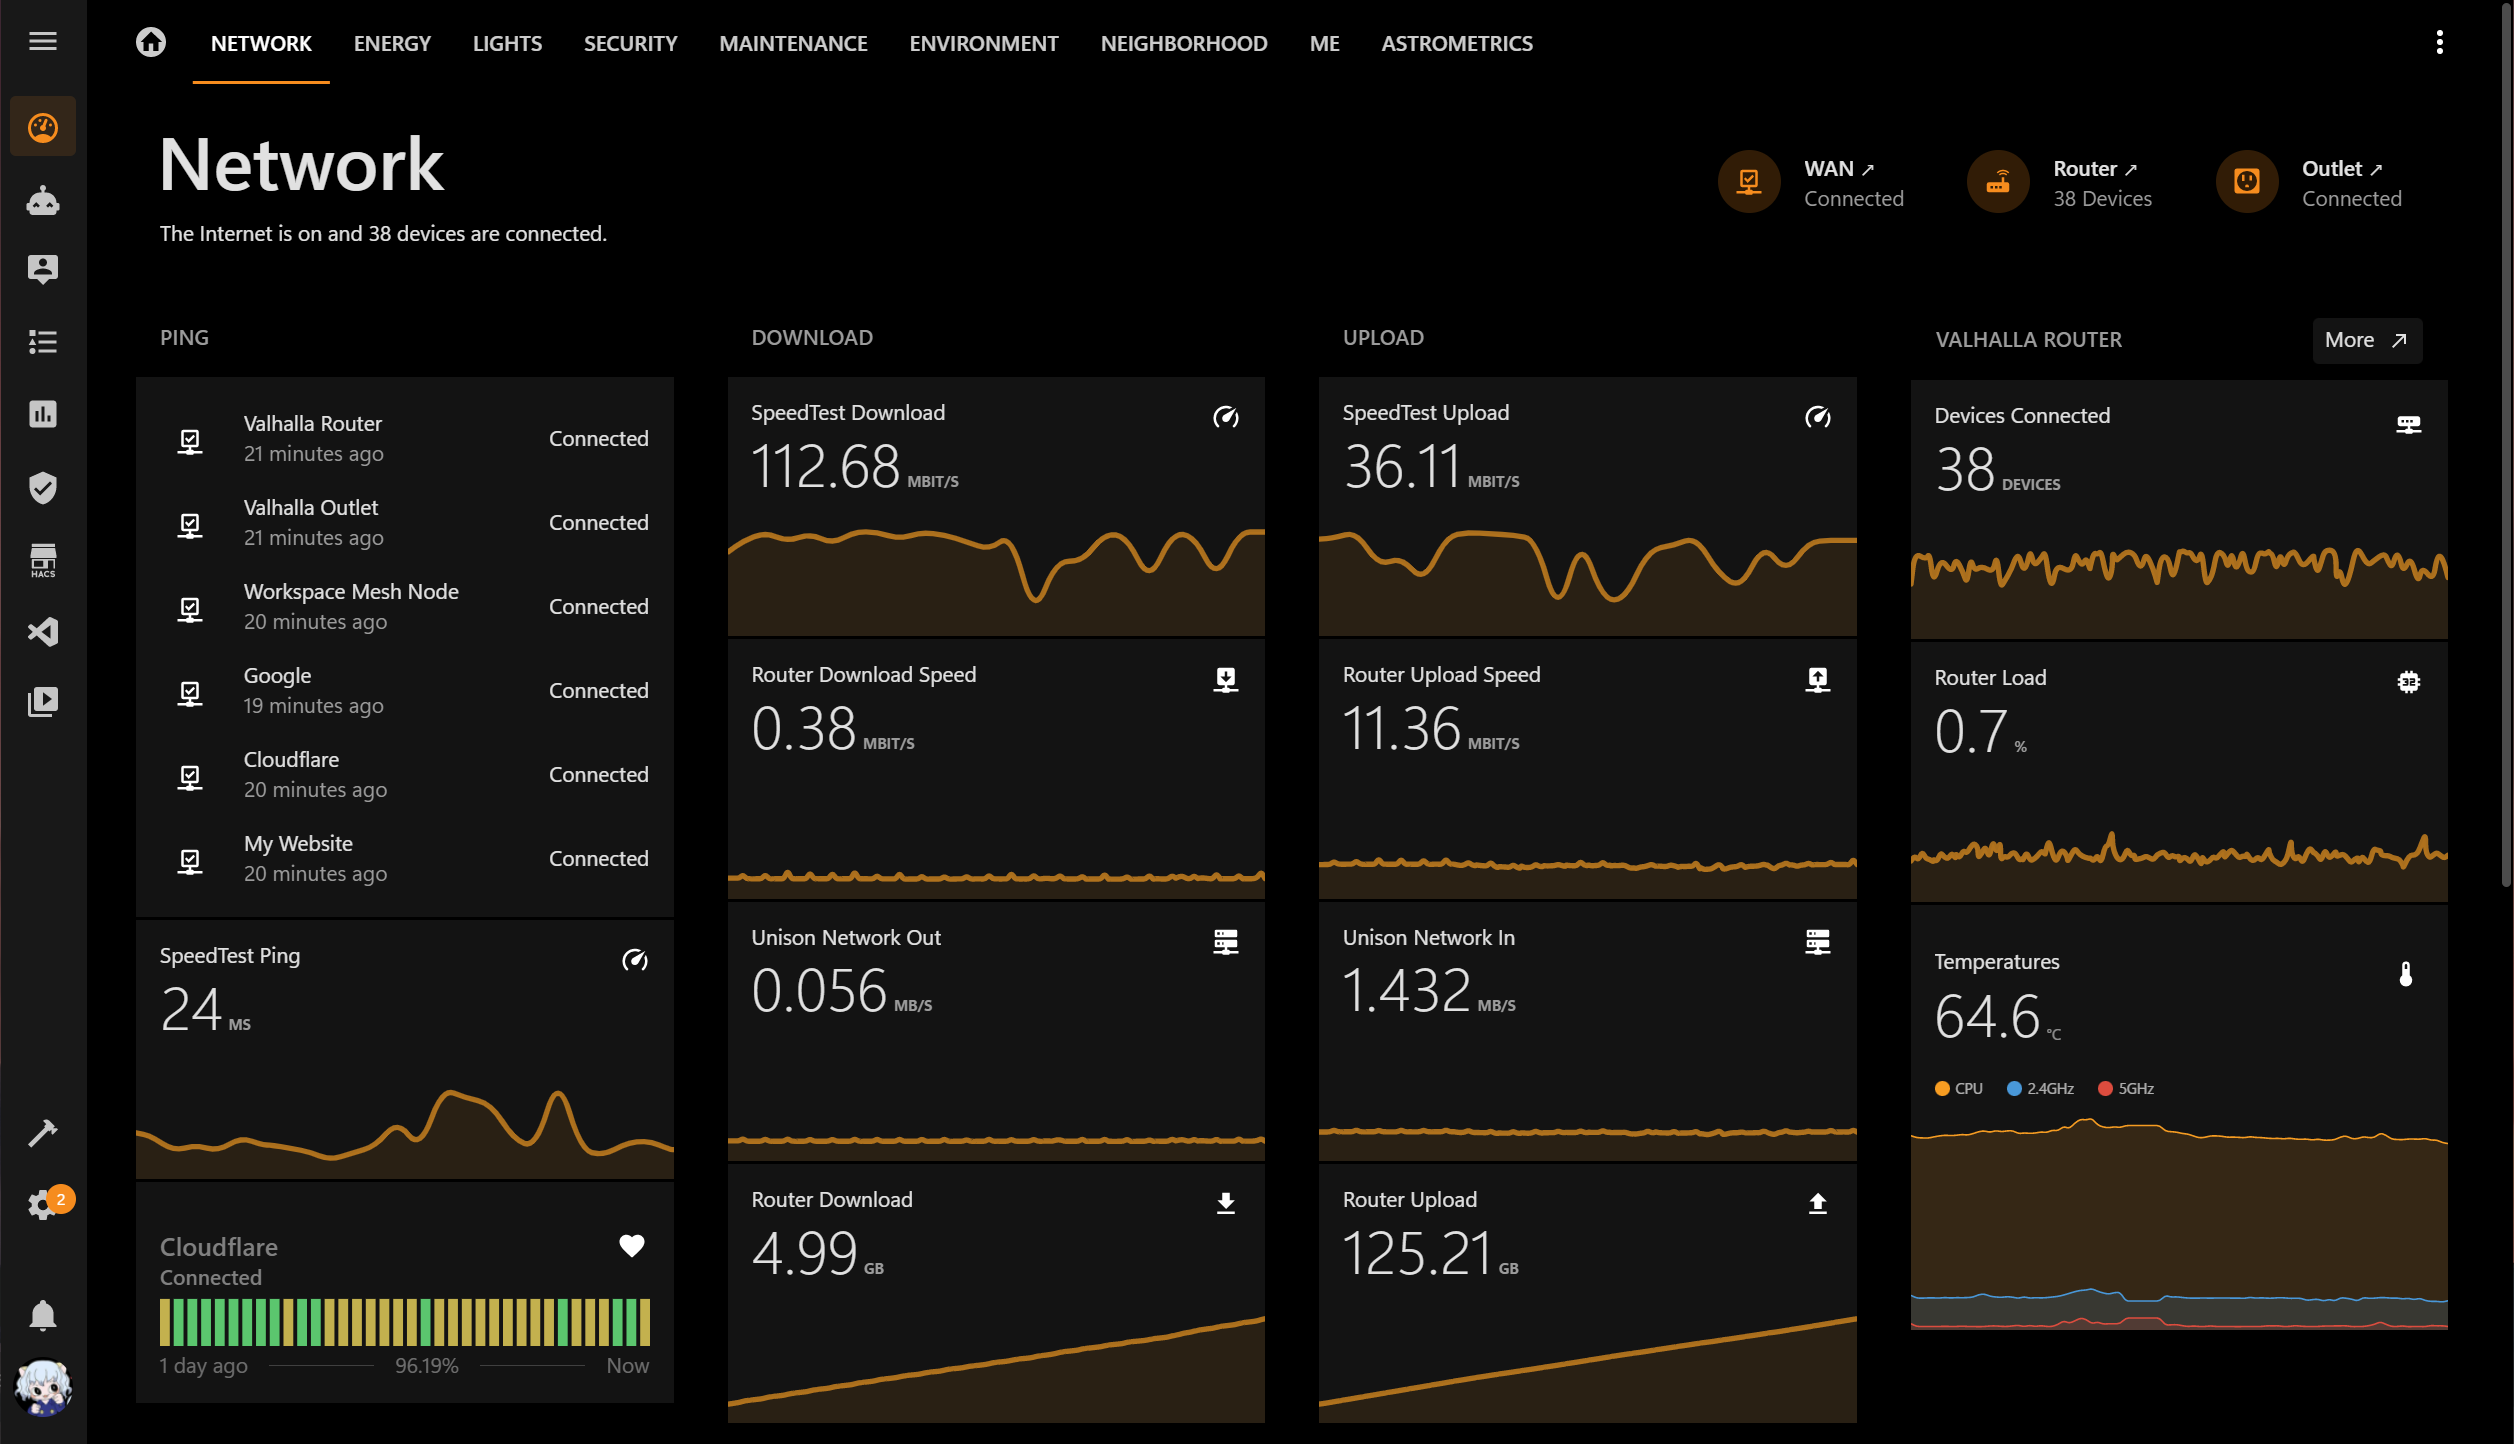 NETWORK ENERGY LIGHTS SECURITY MAINTENANCE ENVIRONMENT NEIGHBORHOOD ME ASTROMETRICS
HACS
2
Network
The Internet is on and 38 devices are connected.
WAN ↗
Connected
Router ↗
38 Devices
Outlet ↗
Connected
PING
Valhalla Router
21 minutes ago
Connected
Valhalla Outlet
21 minutes ago
Connected
Workspace Mesh Node
20 minutes ago
Connected
Google
19 minutes ago
Connected
Cloudflare
20 minutes ago
Connected
My Website
20 minutes ago
Connected
SpeedTest Ping
24 MS
Cloudflare
Connected
1 day ago 96.19% Now
DOWNLOAD
SpeedTest Download
112.68 MBIT/S
Router Download Speed
0.38 MBIT/S
Unison Network Out
0.056 MB/S
Router Download
4.99 GB
UPLOAD
SpeedTest Upload
36.11 MBIT/S
Router Upload Speed
11.36 MBIT/S
Unison Network In
1.432 MB/S
Router Upload
125.21 GB
VALHALLA ROUTER
More ↗
Devices Connected
38 DEVICES
Router Load
32
0.7 %
Temperatures
64.6 °C
CPU 2.4GHz 5GHz